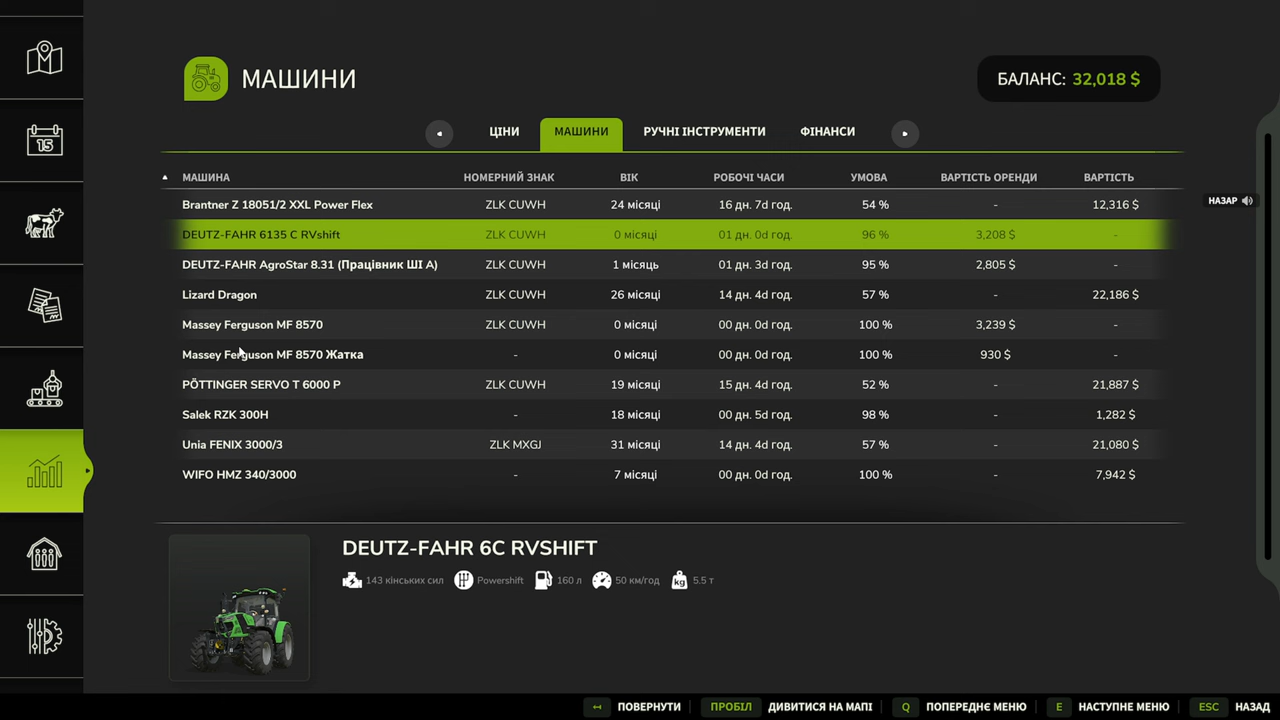 МАШИНИ
БАЛАНС: 32,018 $
ЦІНИ МАШИНИ РУЧНІ ІНСТРУМЕНТИ ФІНАНСИ
МАШИНА НОМЕРНИЙ ЗНАК ВІК РОБОЧІ ЧАСИ УМОВА ВАРТІСТЬ ОРЕНДИ ВАРТІСТЬ
Brantner Z 18051/2 XXL Power Flex ZLK CUWH 24 місяці 16 дн. 7d год. 54 % - 12,316 $
НАЗАР
DEUTZ-FAHR 6135 C RVshift ZLK CUWH 0 місяці 01 дн. 0d год. 96 % 3,208 $ -
DEUTZ-FAHR AgroStar 8.31 (Працівник ШІ A) ZLK CUWH 1 місяць 01 дн. 3d год. 95 % 2,805 $ -
Lizard Dragon ZLK CUWH 26 місяці 14 дн. 4d год. 57 % - 22,186 $
Massey Ferguson MF 8570 ZLK CUWH 0 місяці 00 дн. 0d год. 100 % 3,239 $ -
Massey Ferguson MF 8570 Жатка - 0 місяці 00 дн. 0d год. 100 % 930 $ -
PÖTTINGER SERVO T 6000 P ZLK CUWH 19 місяці 15 дн. 4d год. 52 % - 21,887 $
Salek RZK 300H - 18 місяці 00 дн. 5d год. 98 % - 1,282 $
Unia FENIX 3000/3 ZLK MXGJ 31 місяці 14 дн. 4d год. 57 % - 21,080 $
WIFO HMZ 340/3000 - 7 місяці 00 дн. 0d год. 100 % - 7,942 $
DEUTZ-FAHR 6C RVSHIFT
143 кінських сил Powershift 160 л 50 км/год kg 5.5 т
15
ПОВЕРНУТИ ПРОБІЛ ДИВИТИСЯ НА МАПІ Q ПОПЕРЕДНЄ МЕНЮ E НАСТУПНЕ МЕНЮ ESC НАЗАД